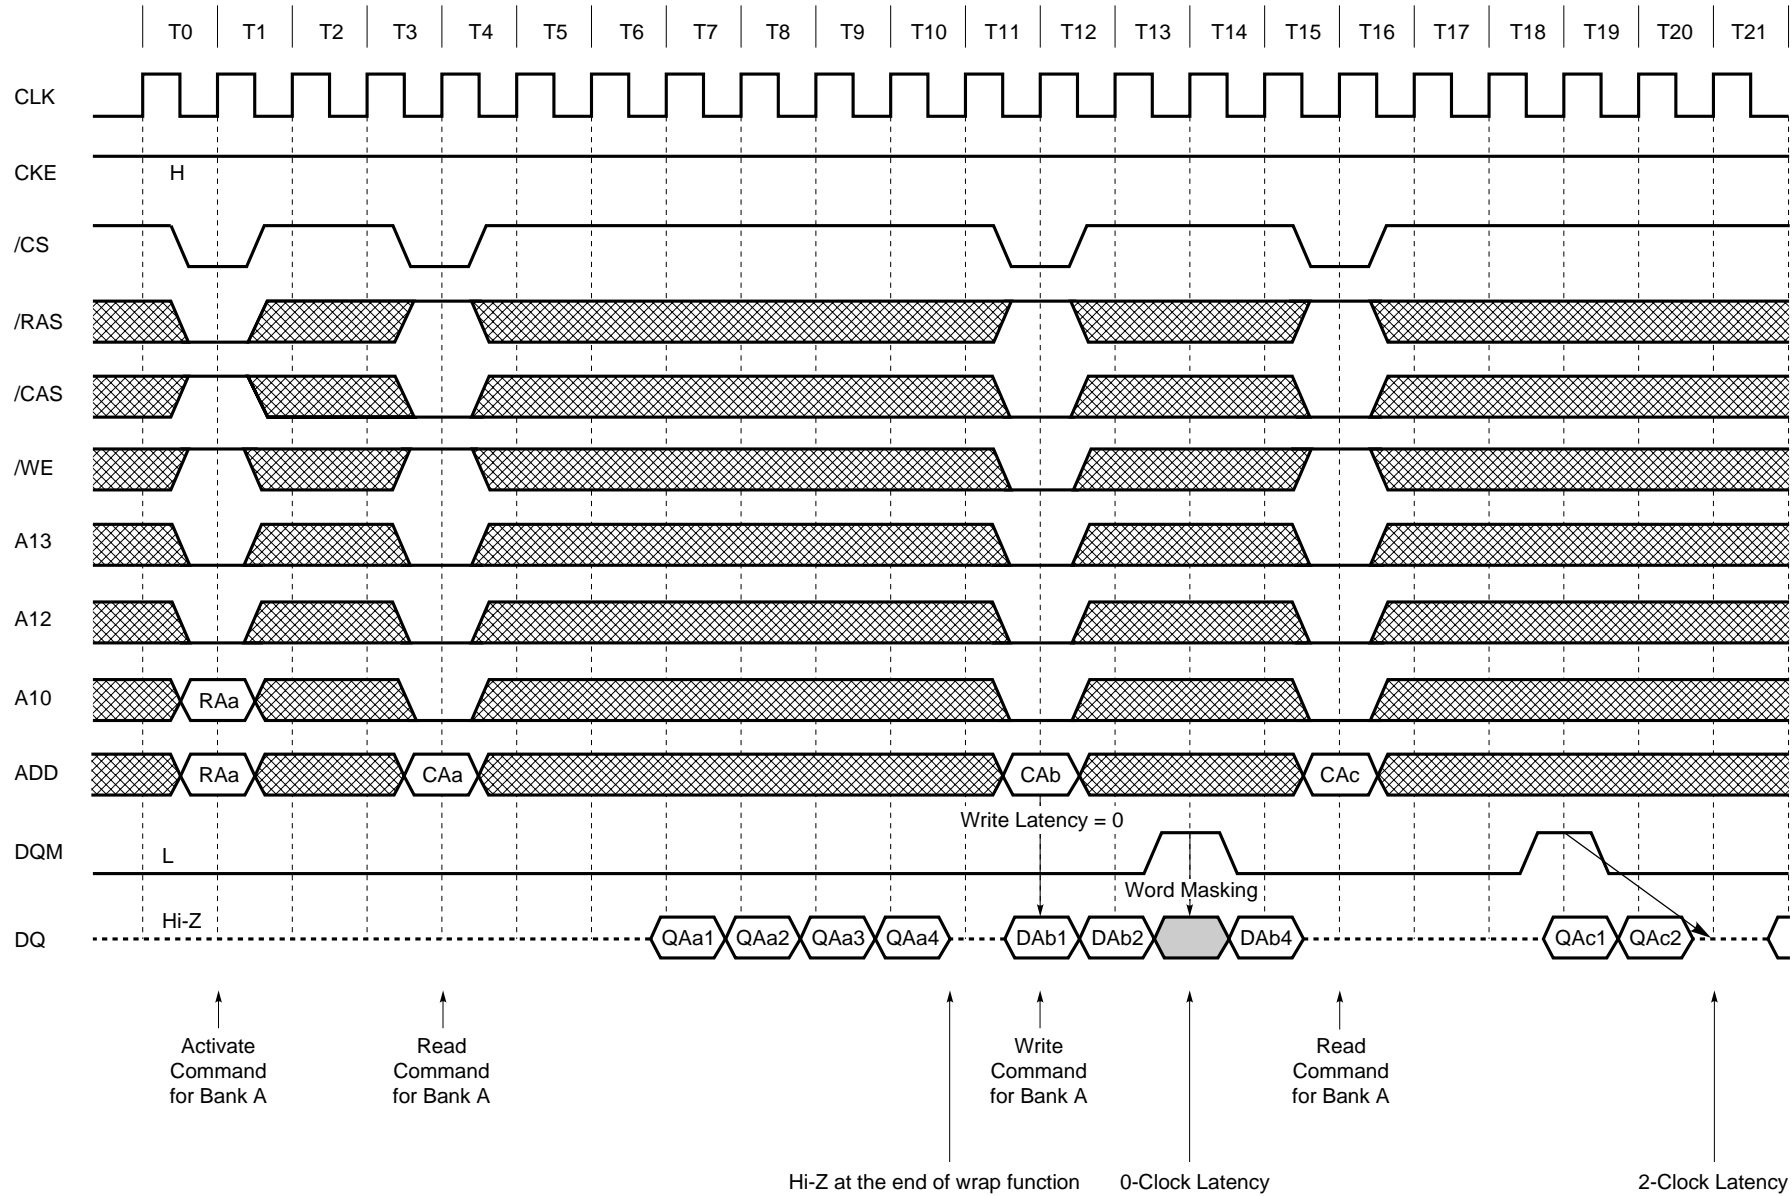 T0 T1 T2 T3 T4 T5 T6 T7 T8 T9 T10 T11 T12 T13 T14 T15 T16 T17 T18 T19 T20 T21
CLK
CKE H
/CS
/RAS
/CAS
/WE
A13
A12
A10 RAa
ADD RAa CAa CAb CAc
Write Latency = 0
DQM L
Word Masking
Hi-Z
DQ QAa1 QAa2 QAa3 QAa4 DAb1 DAb2 DAb4 QAc1 QAc2
Activate Read Write Read
Command Command Command Command
for Bank A for Bank A for Bank A for Bank A
Hi-Z at the end of wrap function 0-Clock Latency 2-Clock Latency